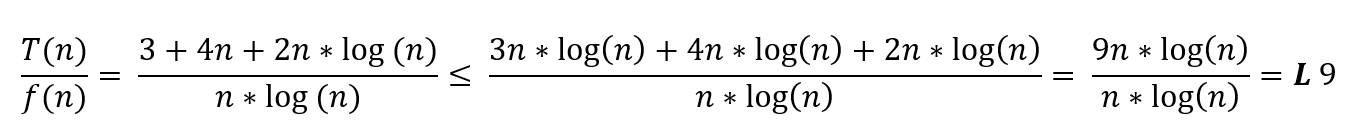 T(n)/f(n) = (3 + 4n + 2n * log (n))/(n * log (n)) ≤ (3n * log(n) + 4n * log(n) + 2n * log(n))/(n * log(n)) = (9n * log(n))/(n * log(n)) = L 9